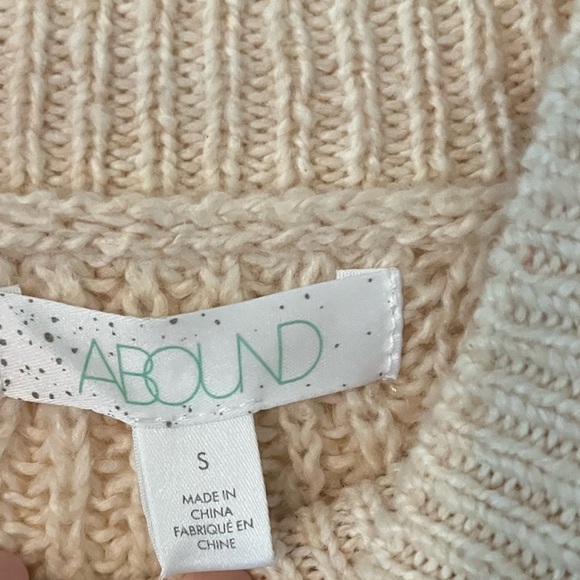 ABOUND
S
MADE IN
CHINA
FABRIQUÉ EN
CHINE